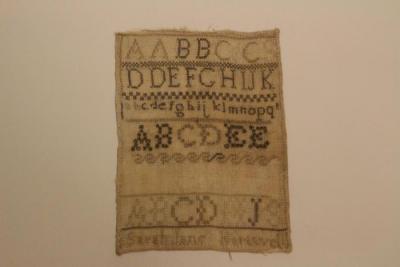 AABBCC
DDEFGHIJK
abcdefghijklmnopq
ABCDEE
ABCD J
Sarah Jane